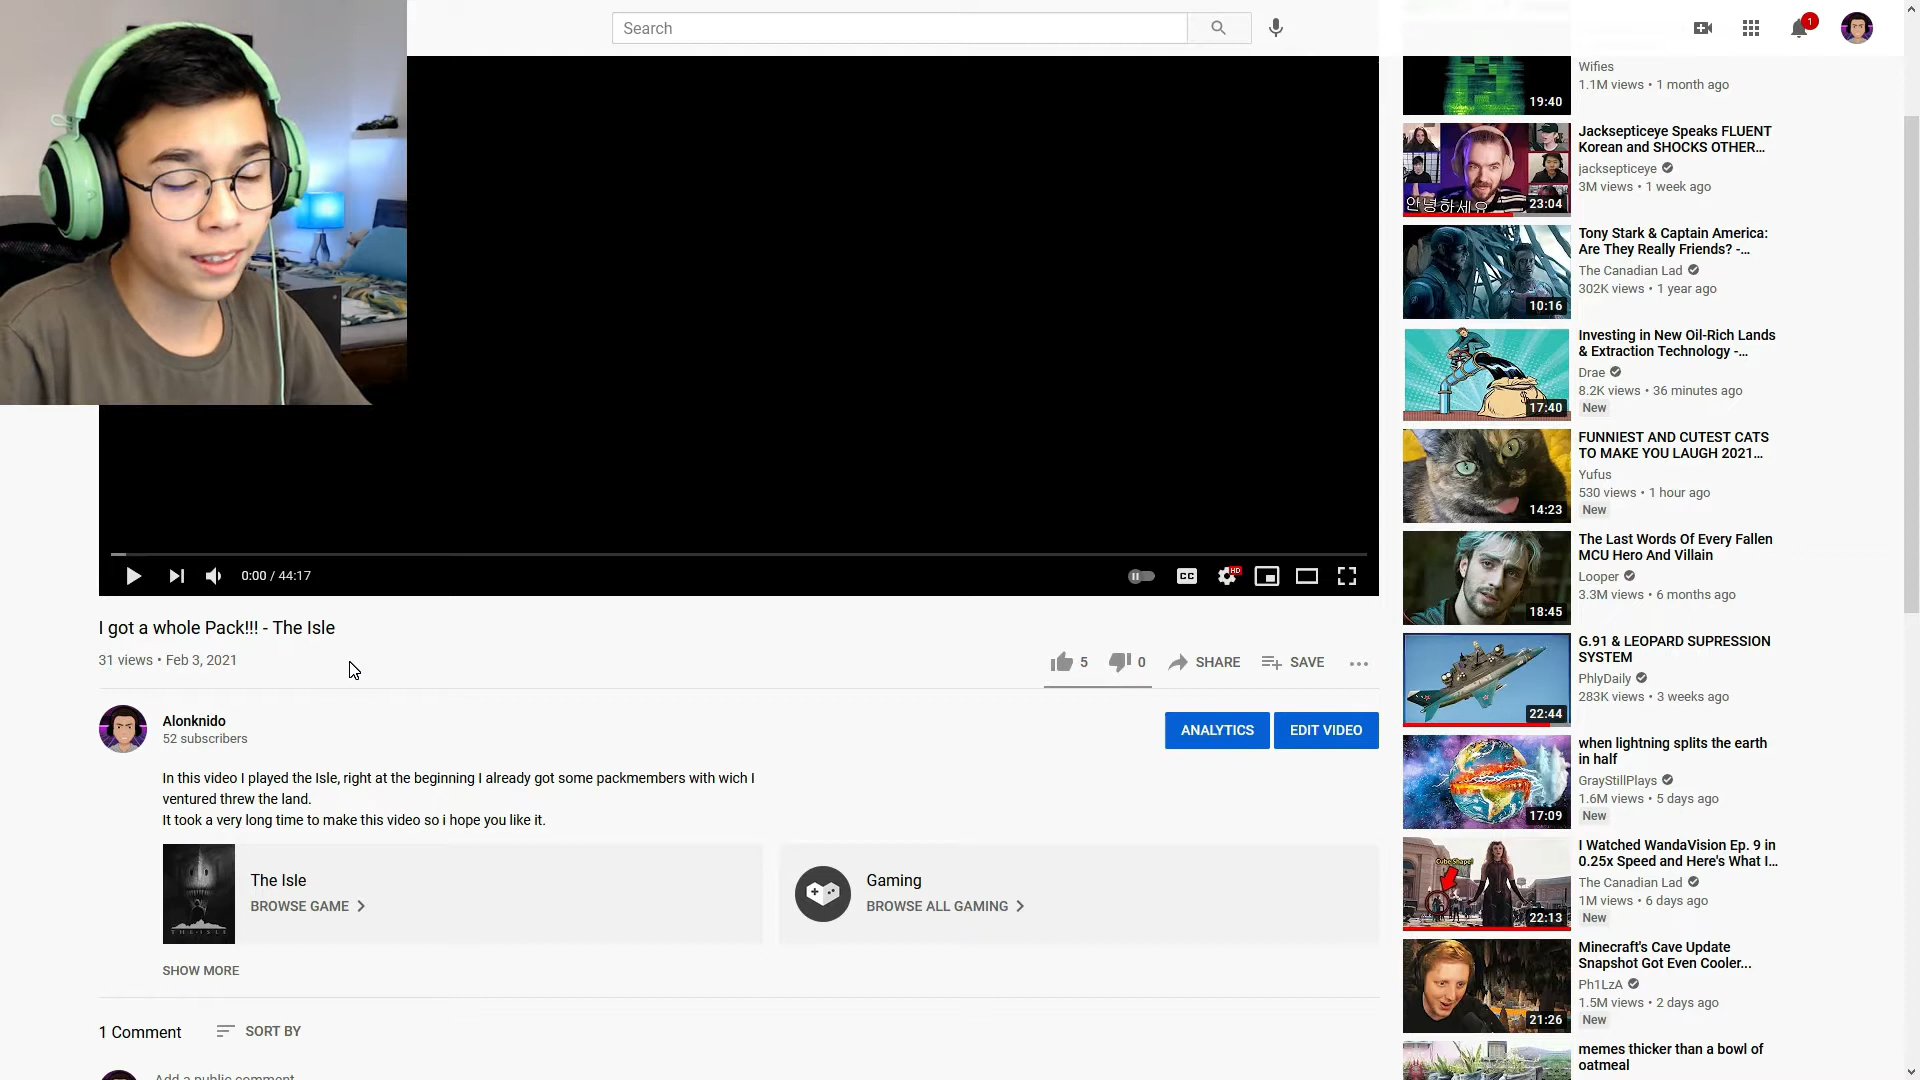 Search
1
0:00 / 44:17
CC
HD
I got a whole Pack!!! - The Isle
31 views • Feb 3, 2021
5
0
SHARE
SAVE
Alonknido
52 subscribers
ANALYTICS
EDIT VIDEO
In this video I played the Isle, right at the beginning I already got some packmembers with wich I
ventured threw the land.
It took a very long time to make this video so i hope you like it.
THE ISLE
The Isle
BROWSE GAME
Gaming
BROWSE ALL GAMING
SHOW MORE
1 Comment
SORT BY
Add a public comment...
19:40
Wifies
1.1M views • 1 month ago
안녕하세요
23:04
Jacksepticeye Speaks FLUENT
Korean and SHOCKS OTHER...
jacksepticeye
3M views • 1 week ago
10:16
Tony Stark & Captain America:
Are They Really Friends? -...
The Canadian Lad
302K views • 1 year ago
17:40
Investing in New Oil-Rich Lands
& Extraction Technology -...
Drae
8.2K views • 36 minutes ago
New
14:23
FUNNIEST AND CUTEST CATS
TO MAKE YOU LAUGH 2021...
Yufus
530 views • 1 hour ago
New
18:45
The Last Words Of Every Fallen
MCU Hero And Villain
Looper
3.3M views • 6 months ago
22:44
G.91 & LEOPARD SUPRESSION
SYSTEM
PhlyDaily
283K views • 3 weeks ago
17:09
when lightning splits the earth
in half
GrayStillPlays
1.6M views • 5 days ago
New
Cube Shape!
22:13
I Watched WandaVision Ep. 9 in
0.25x Speed and Here's What I...
The Canadian Lad
1M views • 6 days ago
New
21:26
Minecraft's Cave Update
Snapshot Got Even Cooler...
Ph1LzA
1.5M views • 2 days ago
New
memes thicker than a bowl of
oatmeal